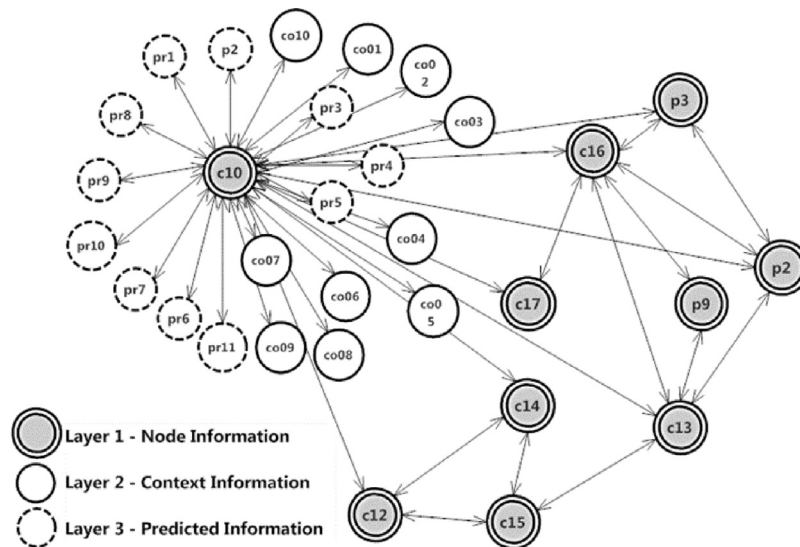 co10
p2
co01
pr1
co0
2
pr3
p3
pr8
co03
c16
pr4
c10
pr9
pr5
pr10
co04
co07
p2
pr7
co06
c17
p9
co0
5
pr6
pr11
co09
co08
c14
c13
Layer 1 - Node Information
Layer 2 - Context Information
c12
c15
Layer 3 - Predicted Information